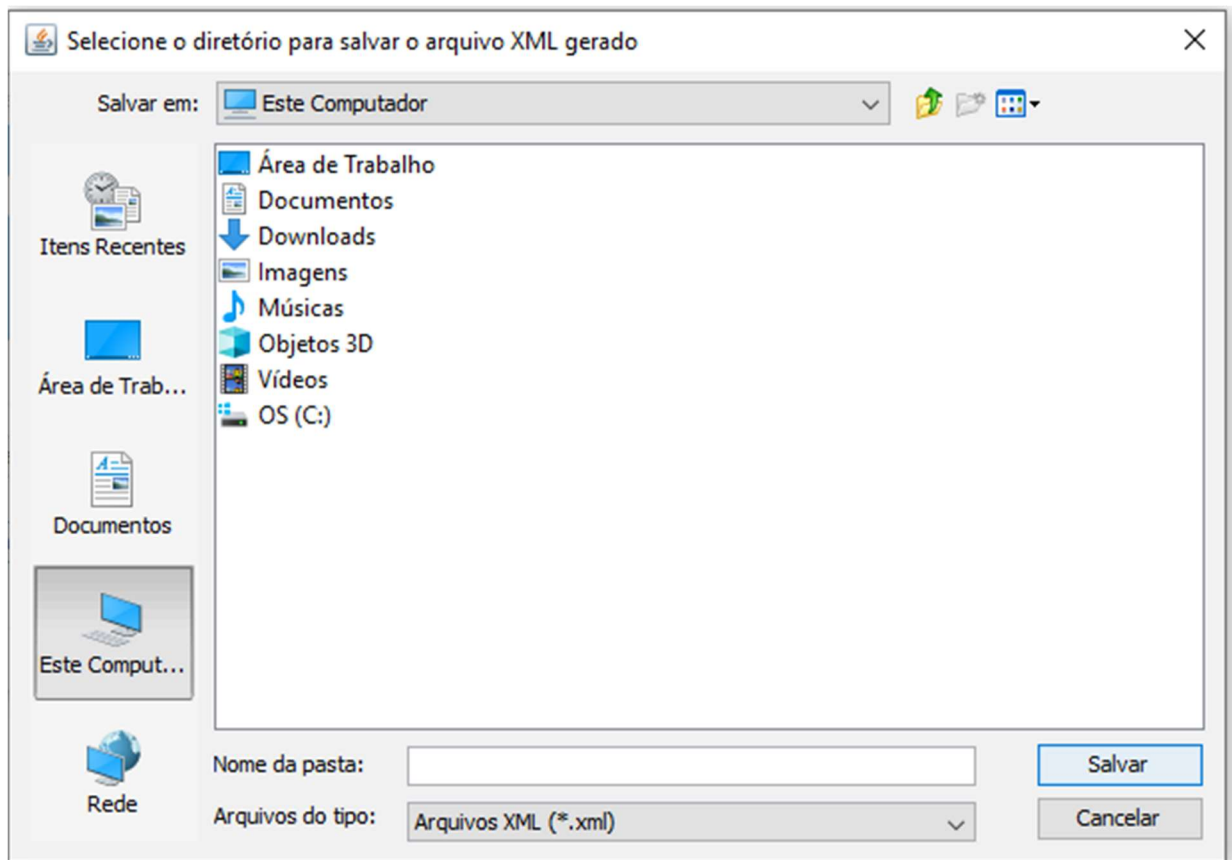 Selecione o diretório para salvar o arquivo XML gerado
Salvar em:
Este Computador
Itens Recentes
Área de Trab...
Documentos
Este Comput...
Rede
Área de Trabalho
Documentos
Downloads
Imagens
Músicas
Objetos 3D
Vídeos
OS (C:)
Nome da pasta:
Salvar
Arquivos do tipo:
Arquivos XML (*.xml)
Cancelar